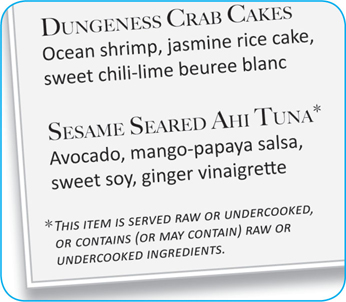 DUNGENESS CRAB CAKES
Ocean shrimp, jasmine rice cake,
sweet chili-lime beuree blanc
SESAME SEARED AHI TUNA*
Avocado, mango-papaya salsa,
sweet soy, ginger vinaigrette
*THIS ITEM IS SERVED RAW OR UNDERCOOKED,
OR CONTAINS (OR MAY CONTAIN) RAW OR
UNDERCOOKED INGREDIENTS.